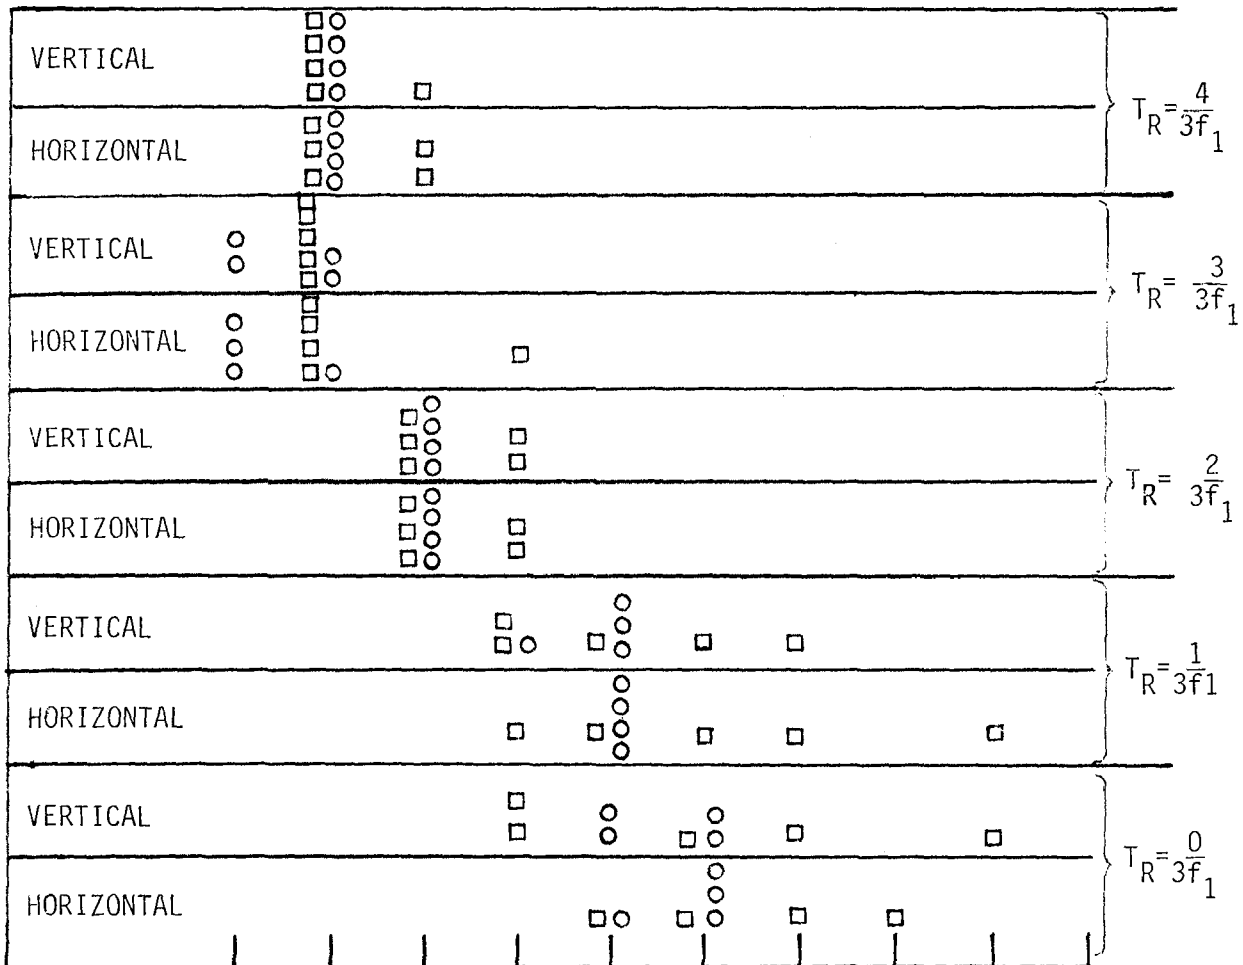 VERTICAL
HORIZONTAL
T_R = 4/3f_1
VERTICAL
HORIZONTAL
T_R = 3/3f_1
VERTICAL
HORIZONTAL
T_R = 2/3f_1
VERTICAL
HORIZONTAL
T_R = 1/3f1
VERTICAL
HORIZONTAL
T_R = 0/3f_1